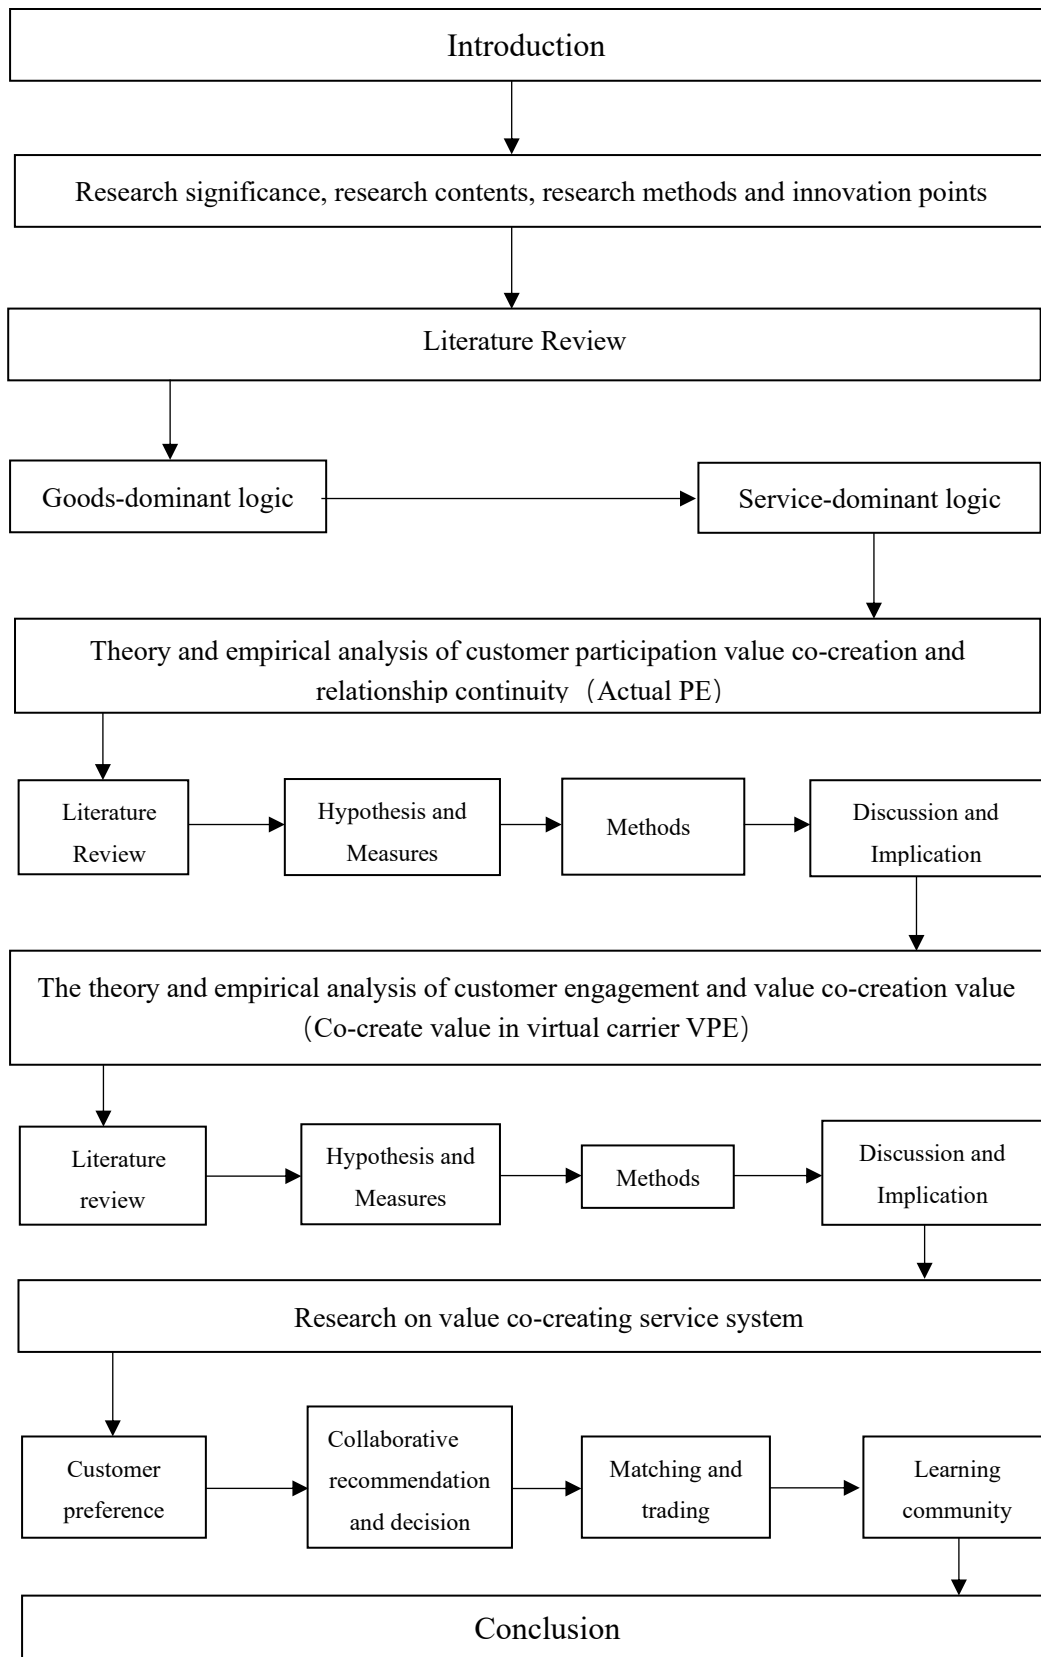 Introduction
Research significance, research contents, research methods and innovation points
Literature Review
Goods-dominant logic
Service-dominant logic
Theory and empirical analysis of customer participation value co-creation and
relationship continuity（Actual PE）
Literature
Review
Hypothesis and
Measures
Methods
Discussion and
Implication
The theory and empirical analysis of customer engagement and value co-creation value
（Co-create value in virtual carrier VPE）
Literature
review
Hypothesis and
Measures
Methods
Discussion and
Implication
Research on value co-creating service system
Customer
preference
Collaborative
recommendation
and decision
Matching and
trading
Learning
community
Conclusion